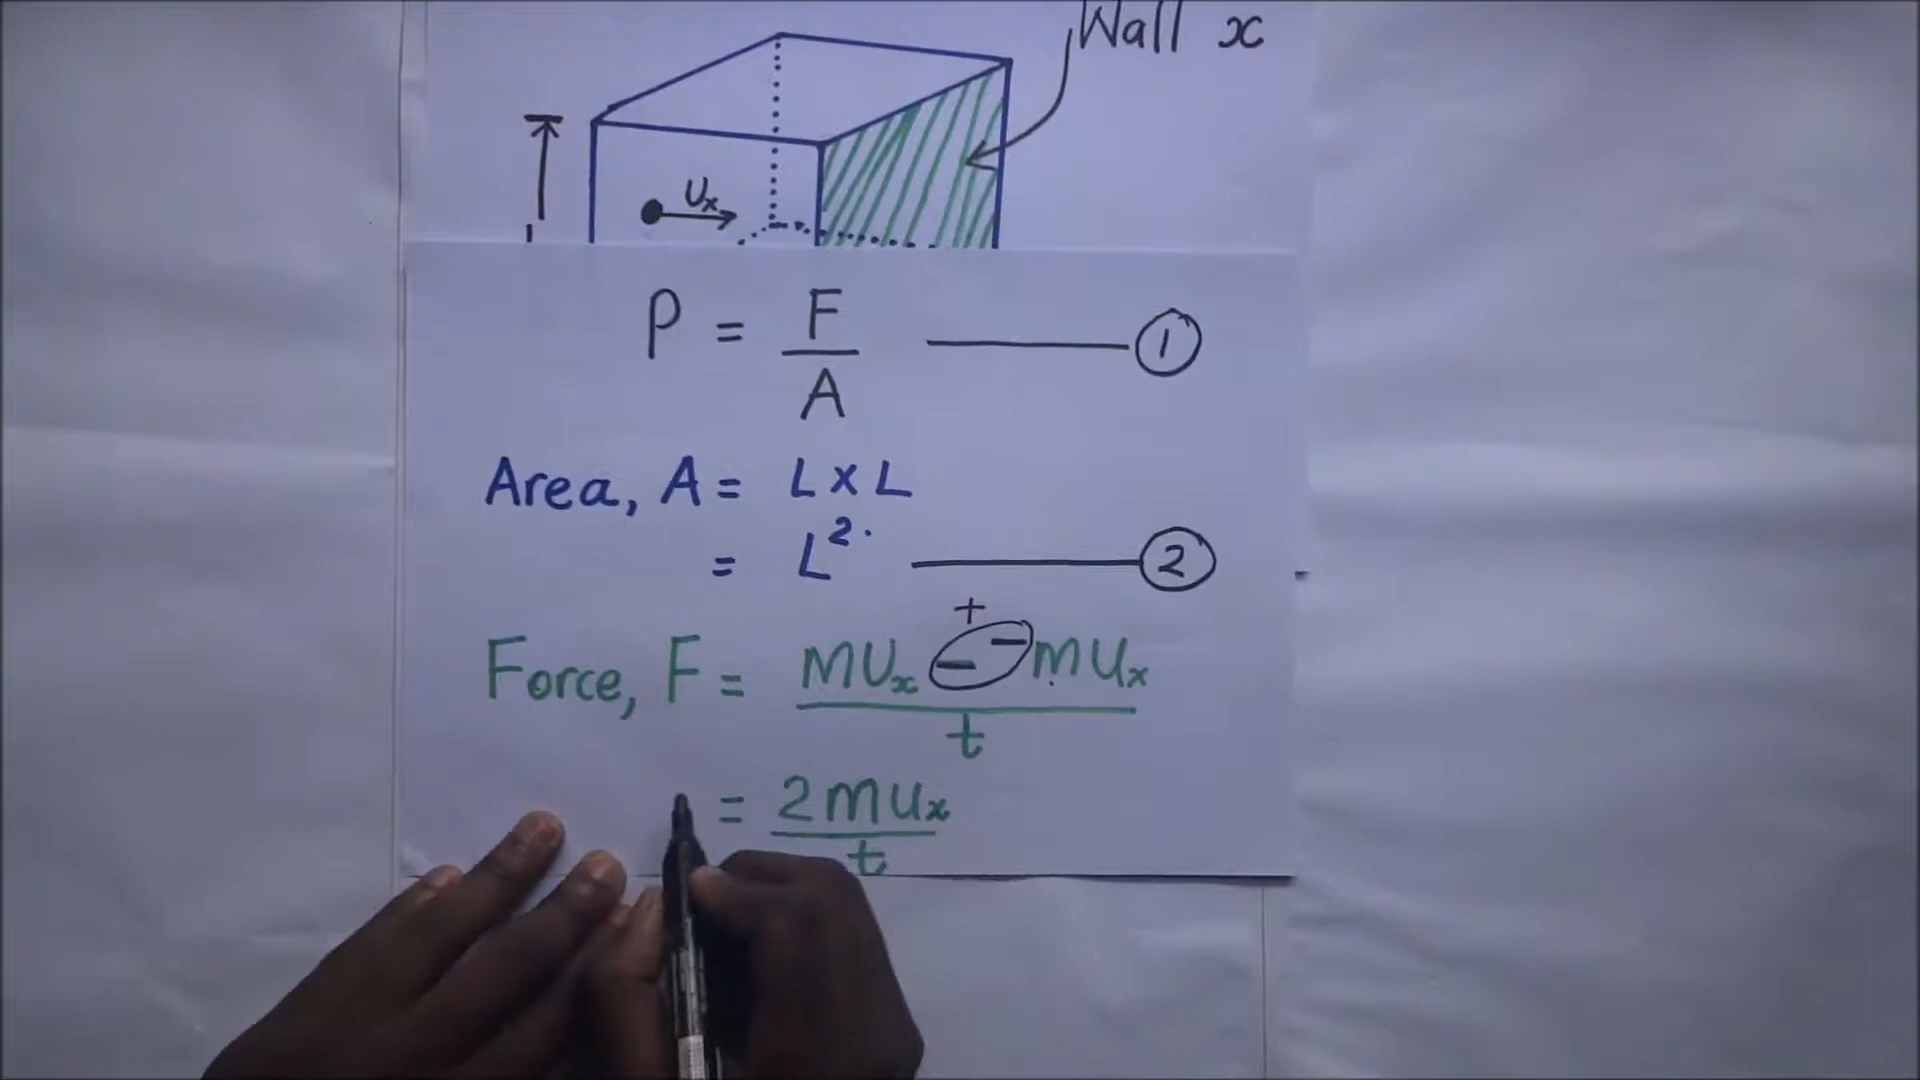 Wall x
Ux
P = F/A ——— ①
Area, A = L x L
= L². ——— ②
+
Force, F = MUx - -mUx / t
= 2mUx / t